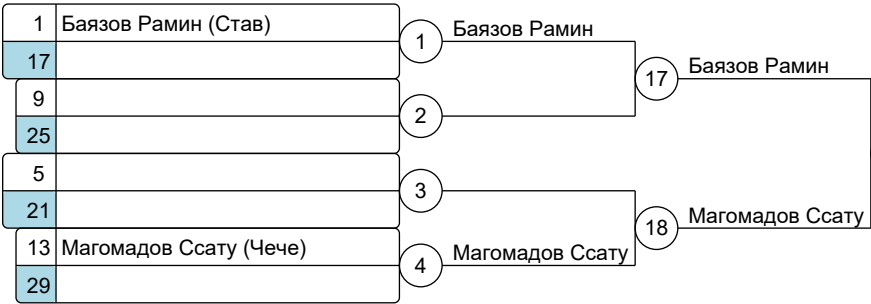 1 Баязов Рамин (Став)
17
9
25
5
21
13 Магомадов Ссату (Чече)
29
1 Баязов Рамин
2
3
4 Магомадов Ссату
17 Баязов Рамин
18 Магомадов Ссату